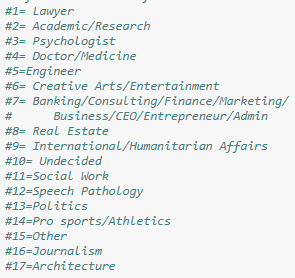 #1= Lawyer
#2= Academic/Research
#3= Psychologist
#4= Doctor/Medicine
#5=Engineer
#6= Creative Arts/Entertainment
#7= Banking/Consulting/Finance/Marketing/
#      Business/CEO/Entrepreneur/Admin
#8= Real Estate
#9= International/Humanitarian Affairs
#10= Undecided
#11=Social Work
#12=Speech Pathology
#13=Politics
#14=Pro sports/Athletics
#15=Other
#16=Journalism
#17=Architecture